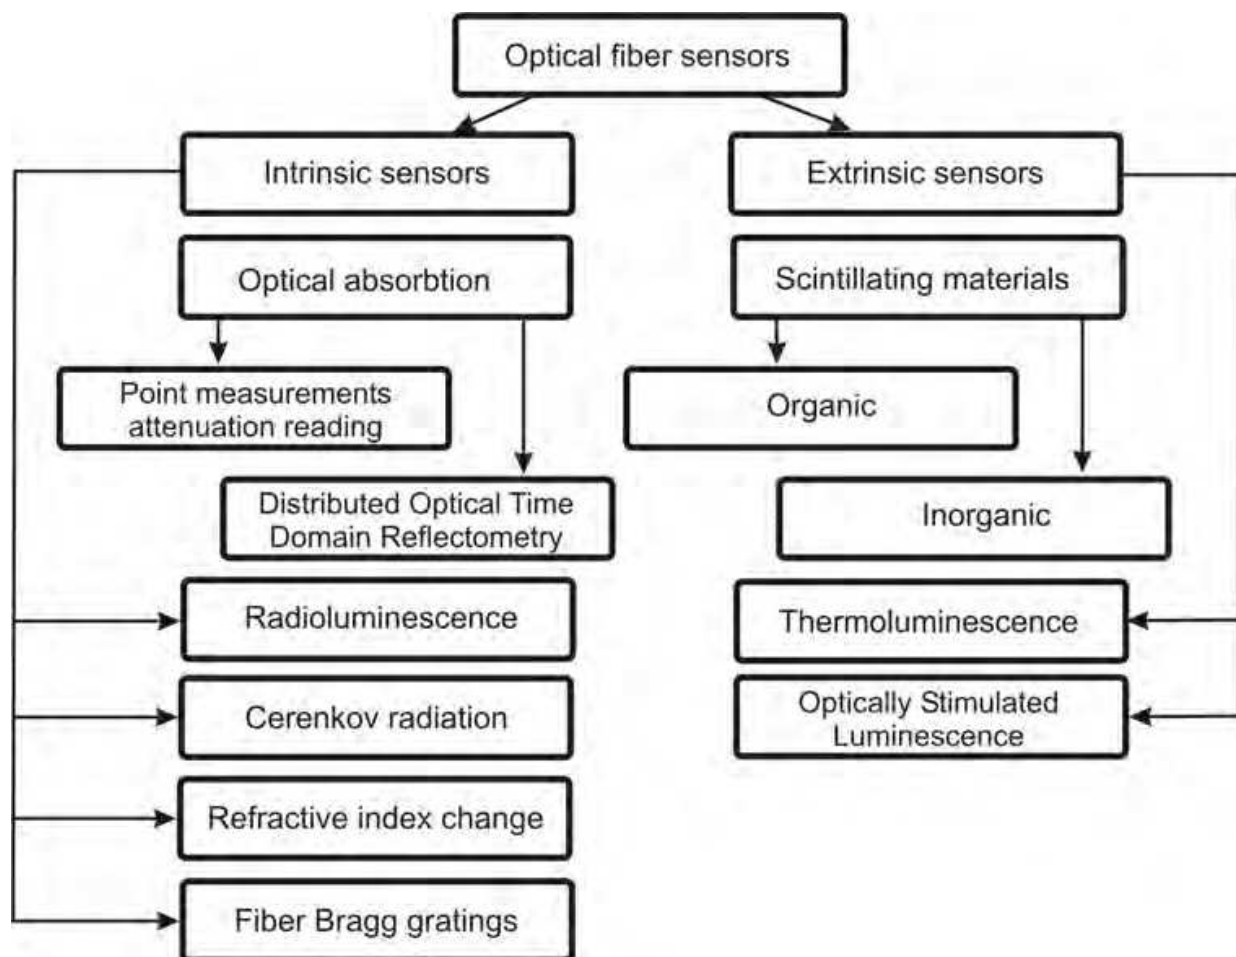 Optical fiber sensors
Intrinsic sensors
Extrinsic sensors
Optical absorbtion
Scintillating materials
Point measurements
attenuation reading
Organic
Distributed Optical Time
Domain Reflectometry
Inorganic
Radioluminescence
Thermoluminescence
Cerenkov radiation
Optically Stimulated
Luminescence
Refractive index change
Fiber Bragg gratings